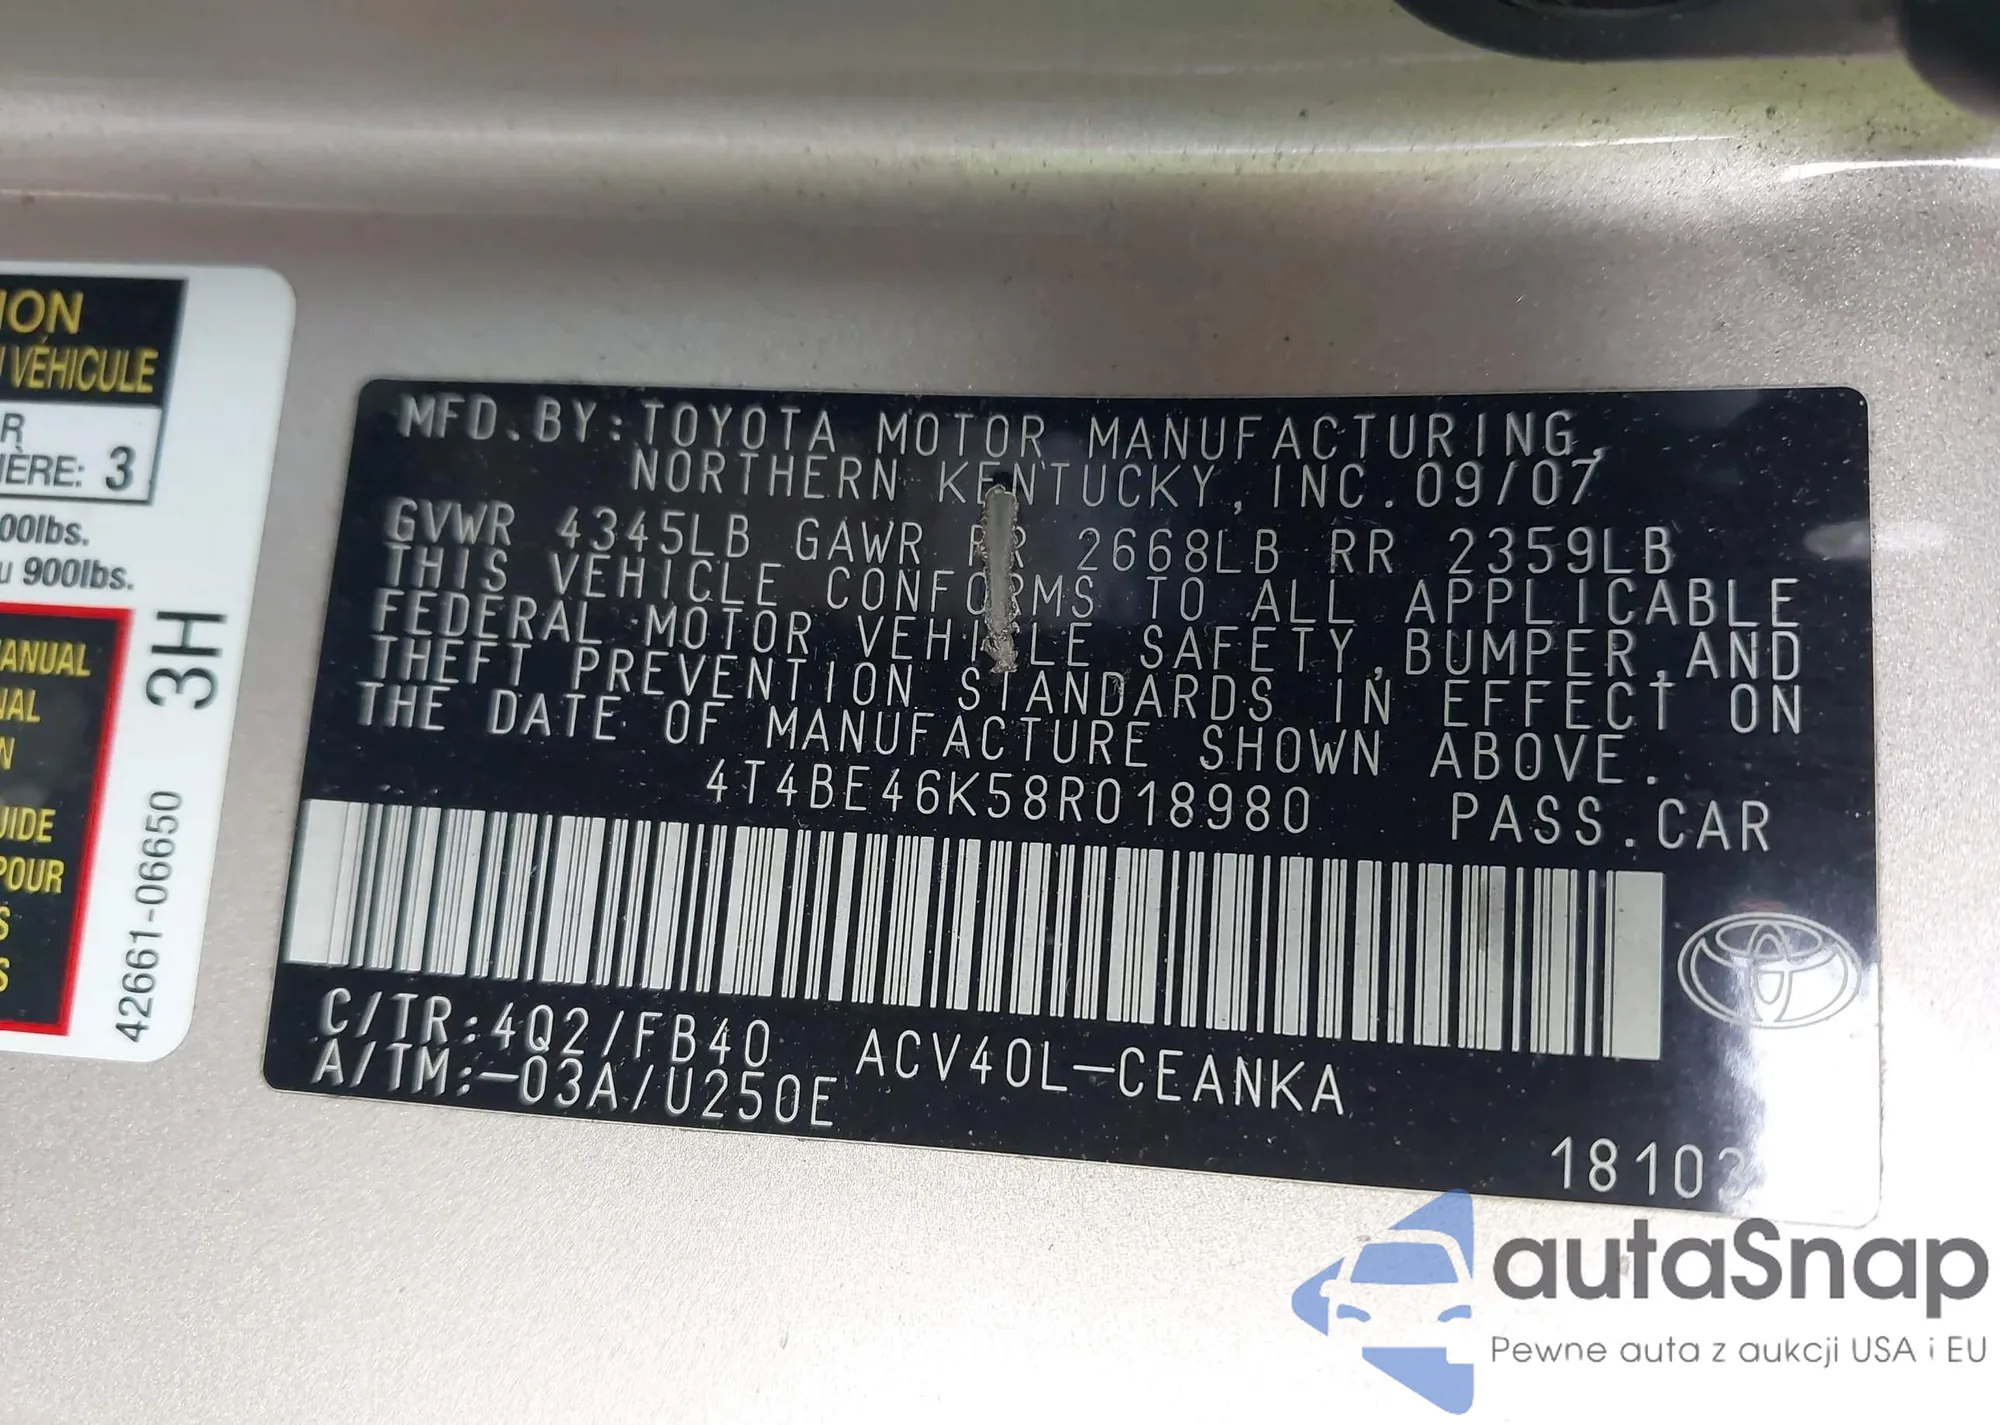 ION
VÉHICULE
R
IÈRE: 3
00lbs.
u 900lbs.
ANUAL
NAL
N
UIDE
POUR
S
S
3H
42661-06650
MFD.BY:TOYOTA MOTOR MANUFACTURING,
NORTHERN KENTUCKY,INC.09/07
GVWR 4345LB GAWR FR 2668LB RR 2359LB
THIS VEHICLE CONFORMS TO ALL APPLICABLE
FEDERAL MOTOR VEHICLE SAFETY,BUMPER,AND
THEFT PREVENTION STANDARDS IN EFFECT ON
THE DATE OF MANUFACTURE SHOWN ABOVE.
4T4BE46K58R018980 PASS.CAR
C/TR:4Q2/FB40 ACV40L-CEANKA
A/TM:-03A/U250E
18103
autaSnap
Pewne auta z aukcji USA i EU